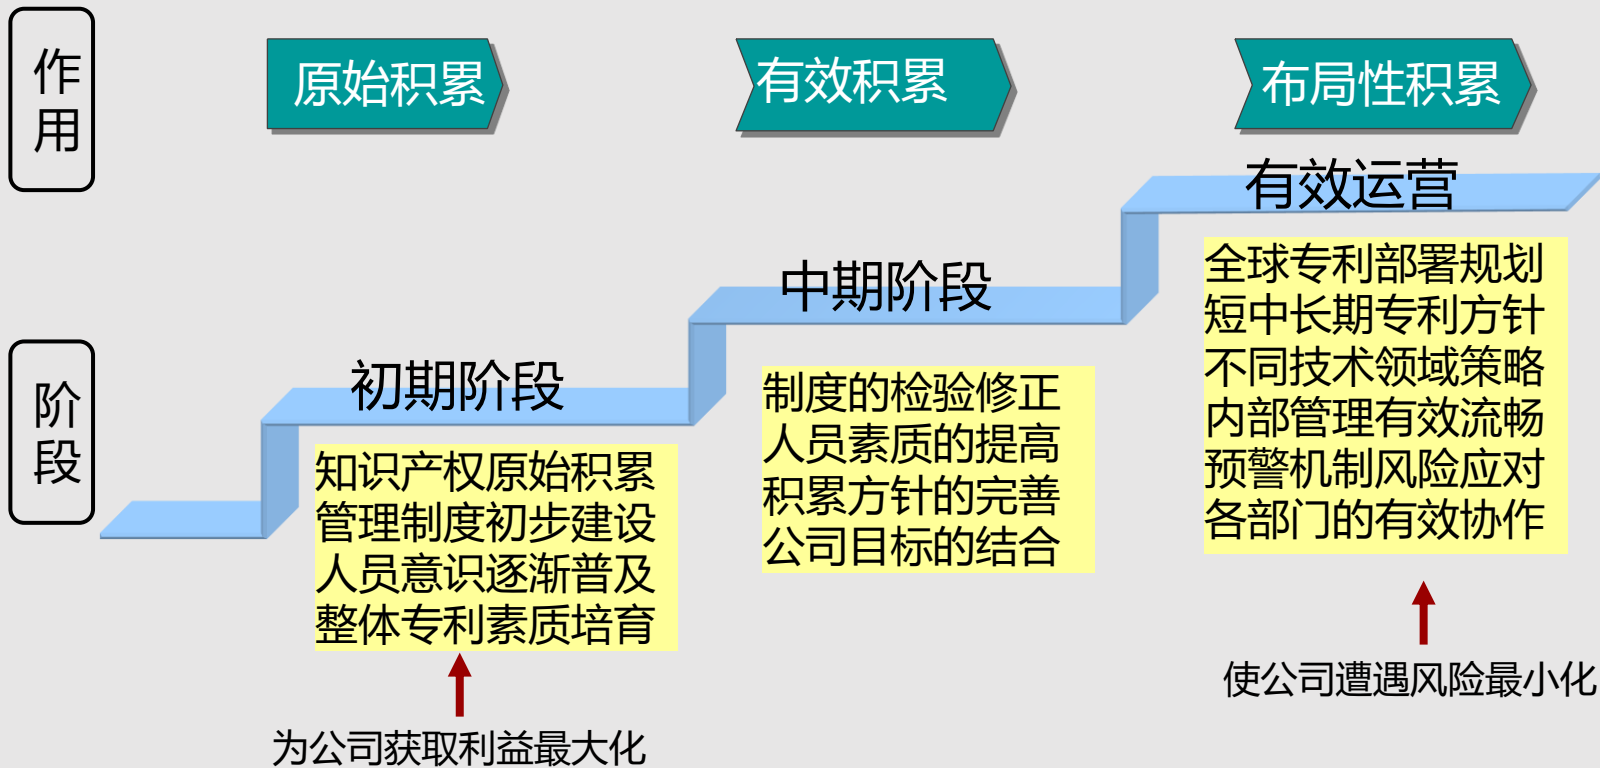 作用
原始积累
有效积累
布局性积累
有效运营
中期阶段
初期阶段
阶段
全球专利部署规划
短中长期专利方针
不同技术领域策略
内部管理有效流畅
预警机制风险应对
各部门的有效协作
制度的检验修正
人员素质的提高
积累方针的完善
公司目标的结合
知识产权原始积累
管理制度初步建设
人员意识逐渐普及
整体专利素质培育
使公司遭遇风险最小化
为公司获取利益最大化